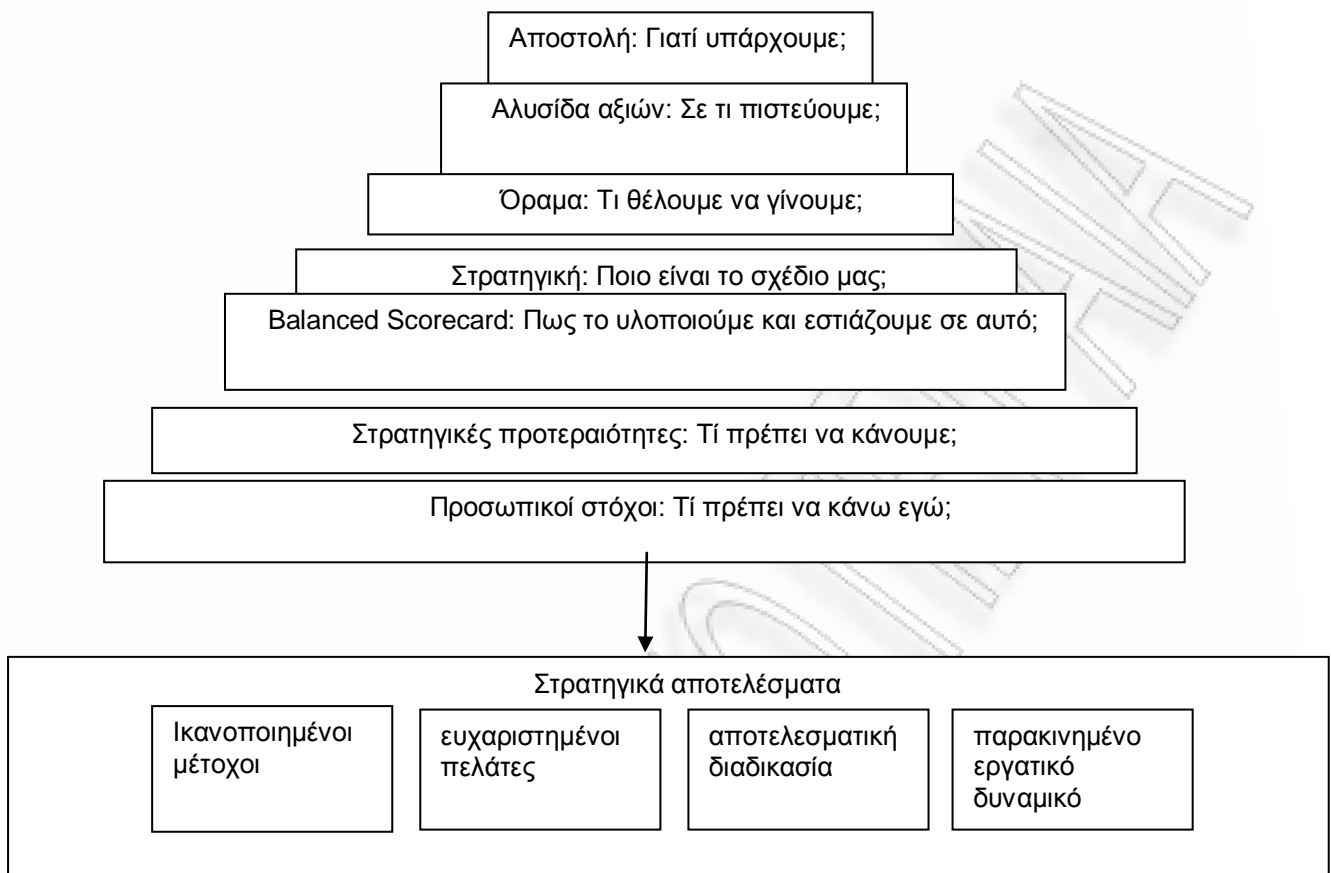 Αποστολή: Γιατί υπάρχουμε;
Αλυσίδα αξιών: Σε τι πιστεύουμε;
Όραμα: Τι θέλουμε να γίνουμε;
Στρατηγική: Ποιο είναι το σχέδιο μας;
Balanced Scorecard: Πως το υλοποιούμε και εστιάζουμε σε αυτό;
Στρατηγικές προτεραιότητες: Τί πρέπει να κάνουμε;
Προσωπικοί στόχοι: Τί πρέπει να κάνω εγώ;
Στρατηγικά αποτελέσματα
Ικανοποιημένοι
μέτοχοι
ευχαριστημένοι
πελάτες
αποτελεσματική
διαδικασία
παρακινημένο
εργατικό
δυναμικό